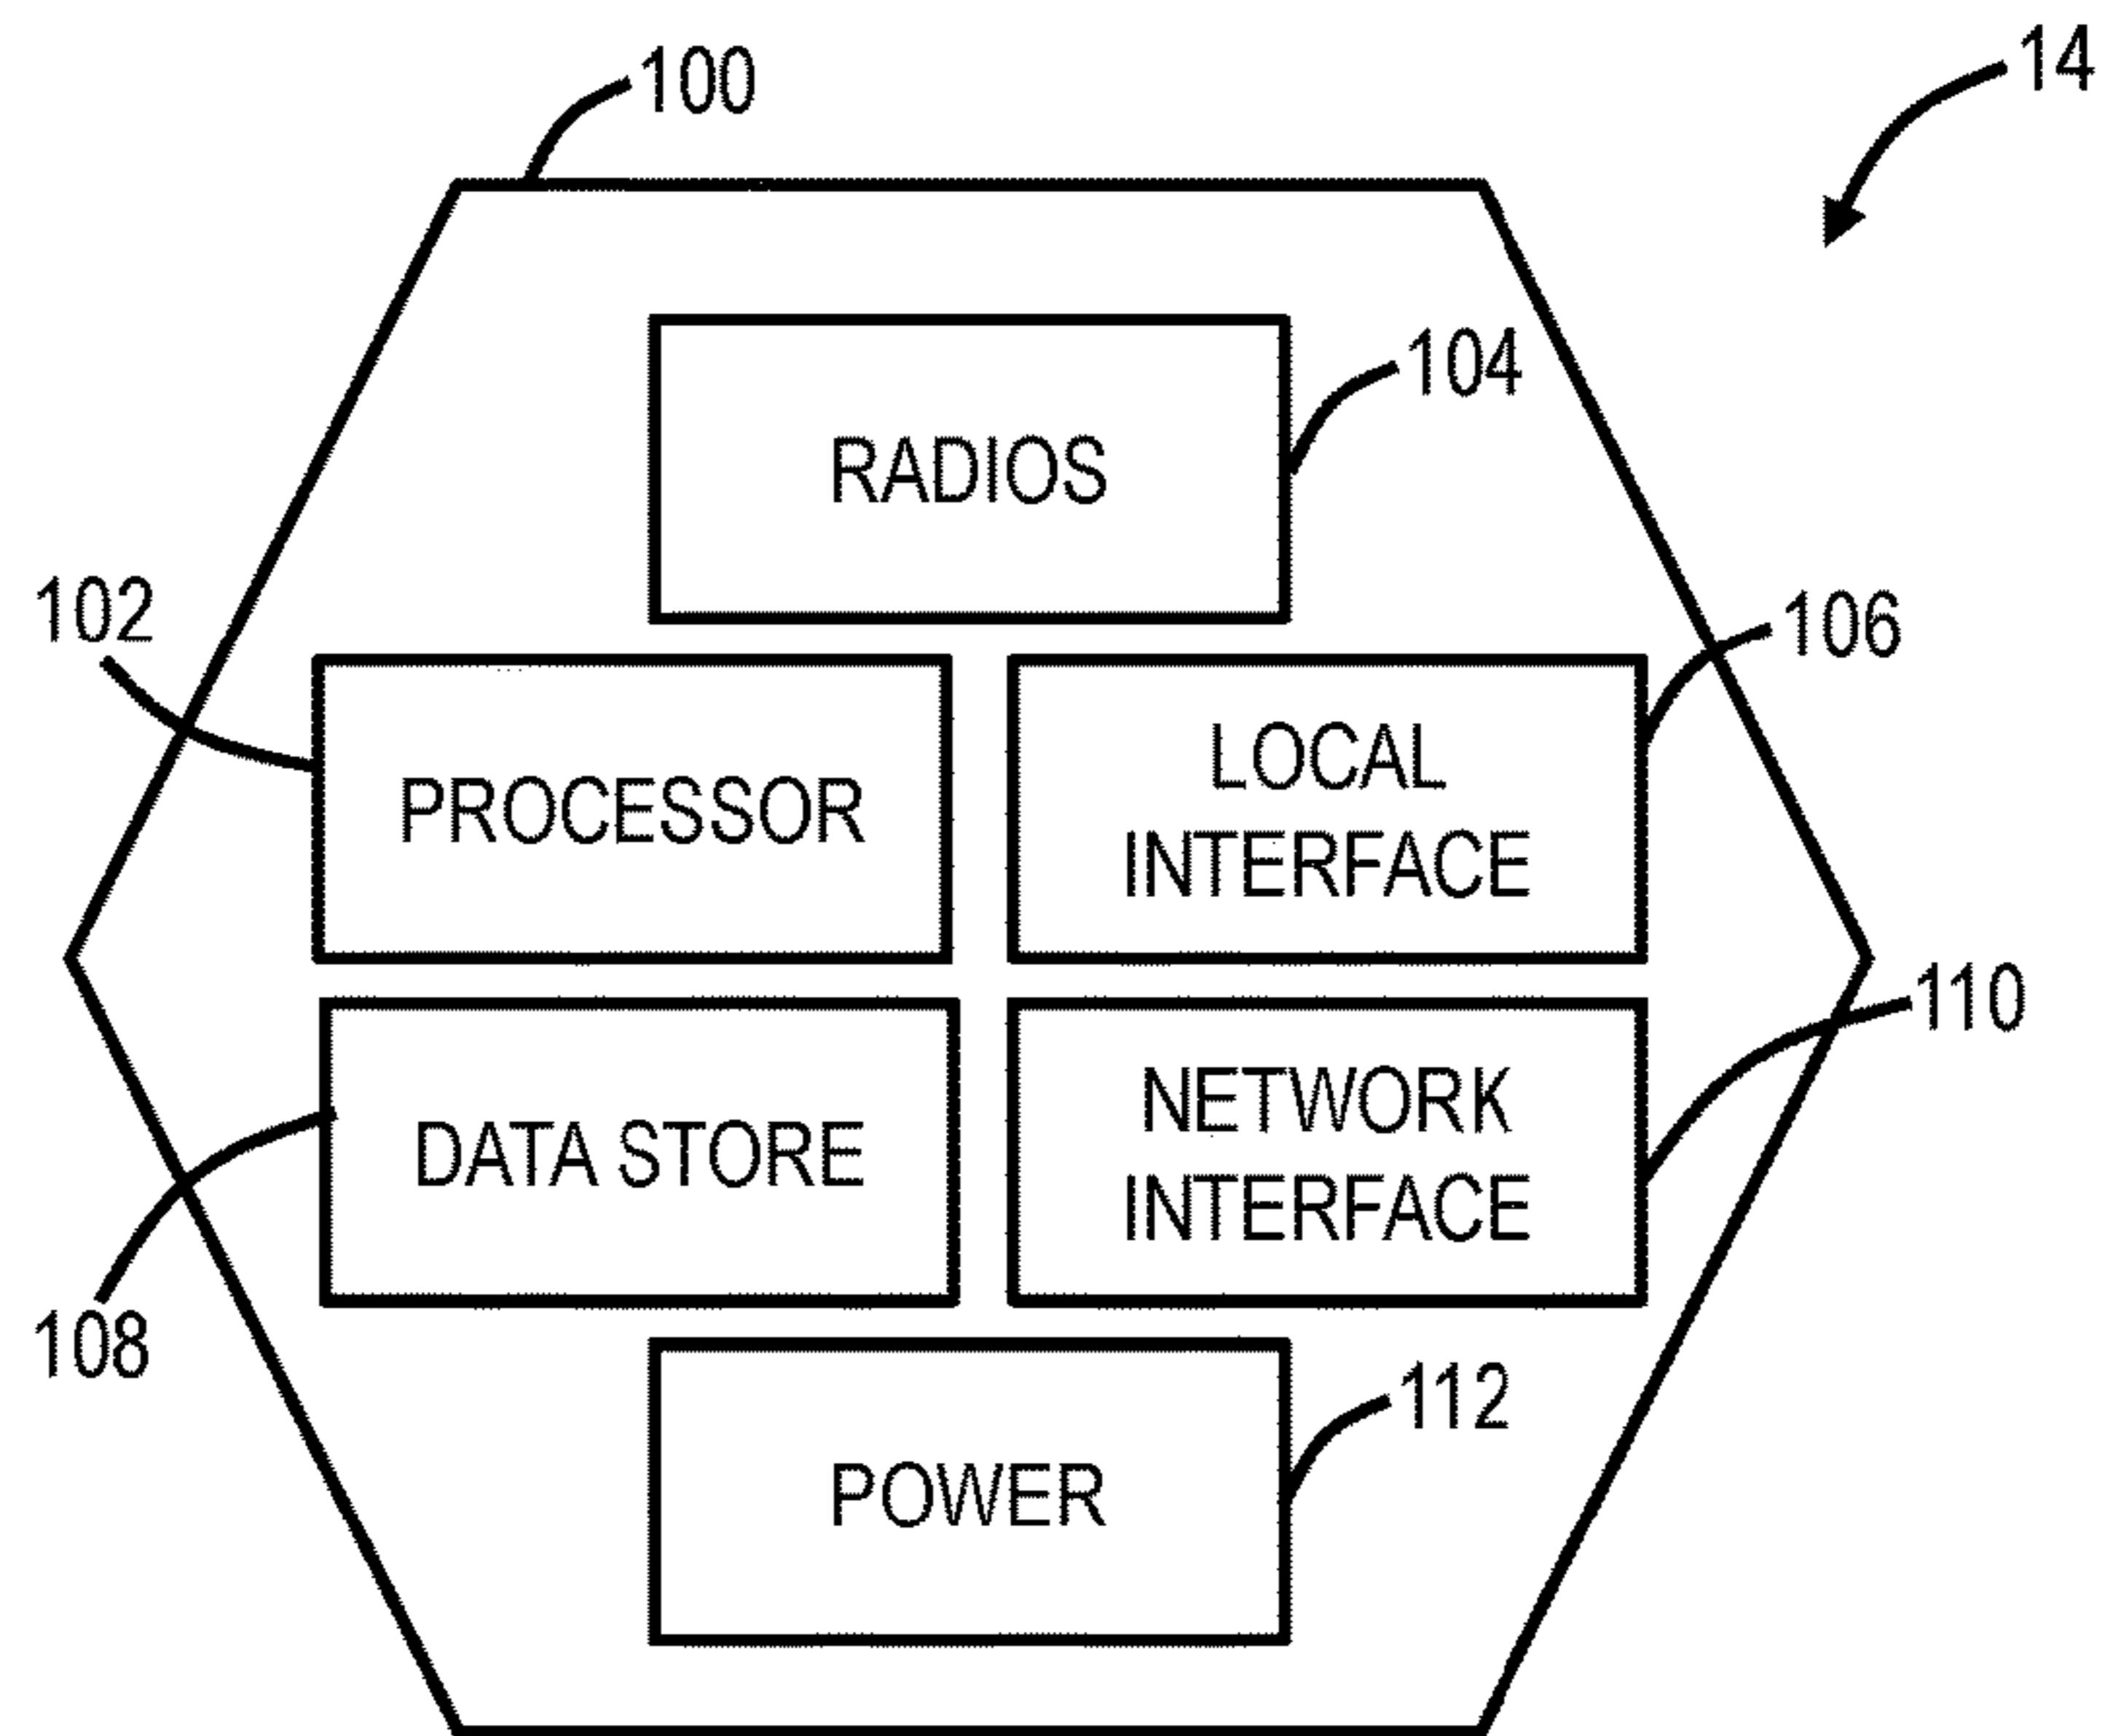 100
14
RADIOS
104
102
106
PROCESSOR
LOCAL
INTERFACE
110
DATA STORE
NETWORK
INTERFACE
108
POWER
112